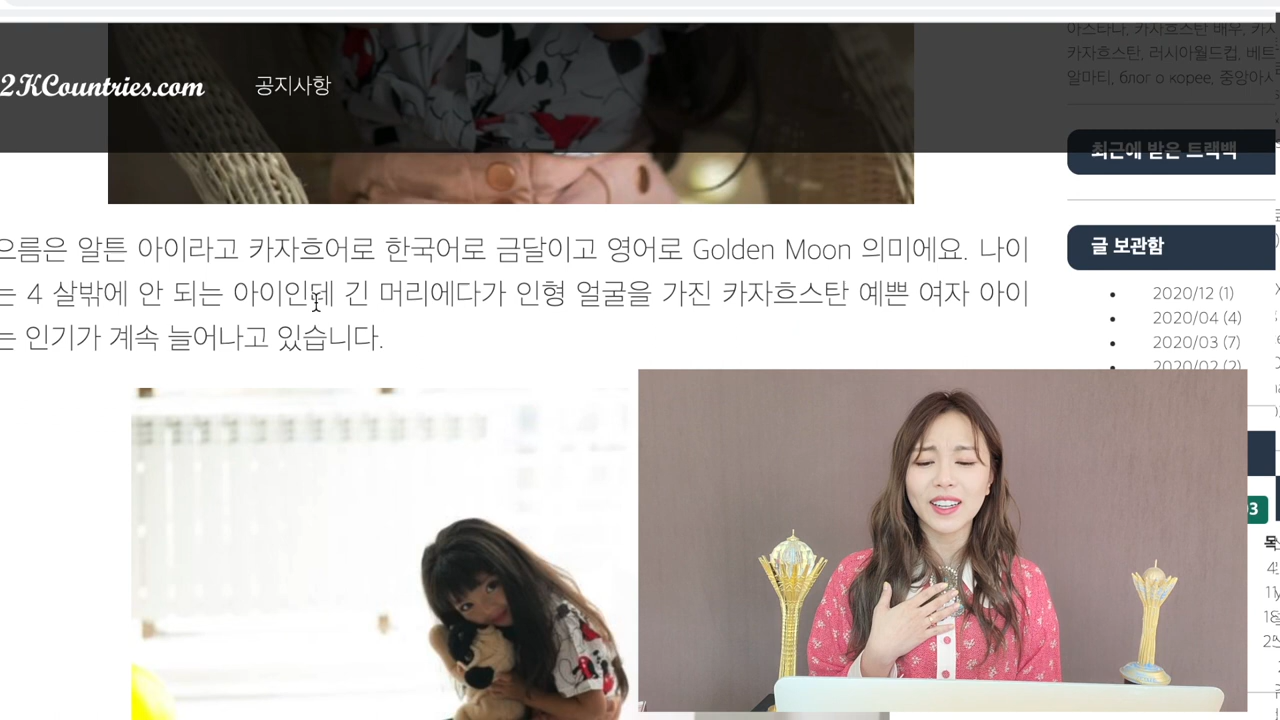 2KCountries.com
공지사항
카자흐스탄, 러시아월드컵, 베트
알마티, блог о корее, 중앙아시
최근에 받은 트랙백
으름은 알튼 아이라고 카자흐어로 한국어로 금달이고 영어로 Golden Moon 의미에요. 나이
는 4 살밖에 안 되는 아이인데 긴 머리에다가 인형 얼굴을 가진 카자흐스탄 예쁜 여자 아이
는 인기가 계속 늘어나고 있습니다.
글 보관함
2020/12 (1)
2020/04 (4)
2020/03 (7)
2020/02 (2)
목